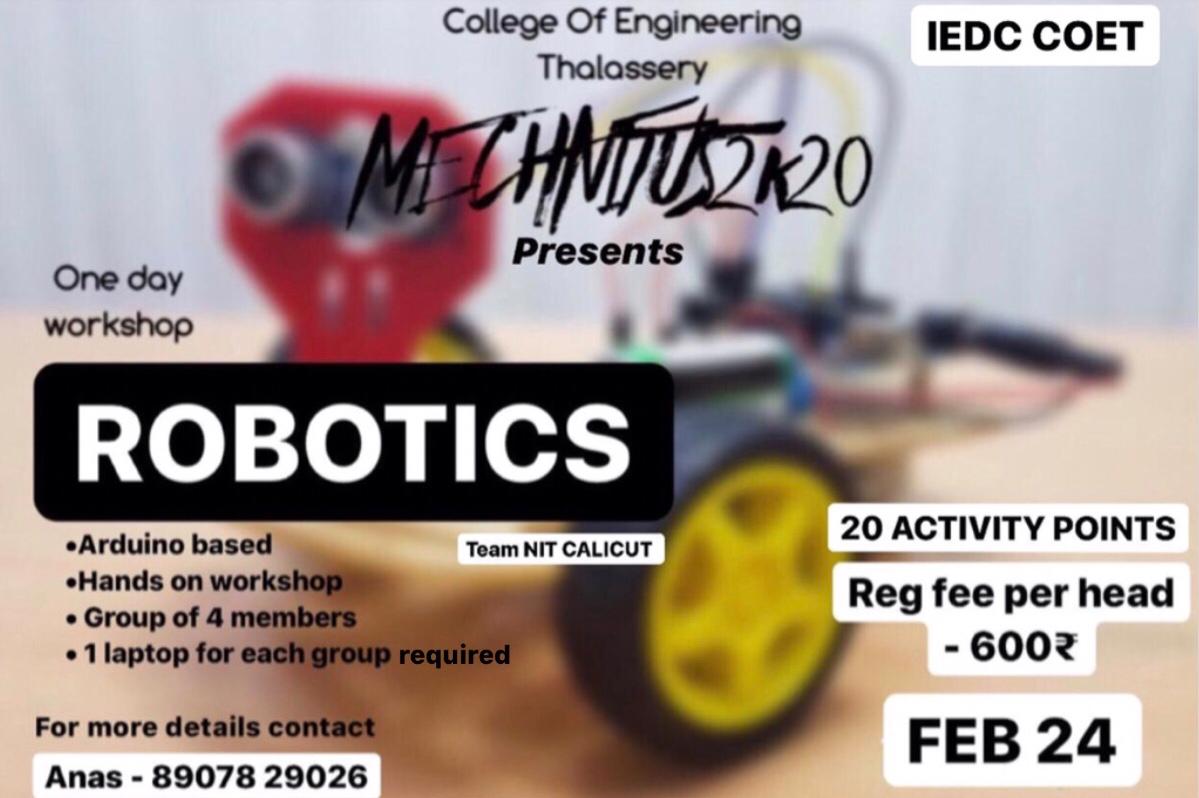 College Of Engineering
Thalassery
IEDC COET
MECHNITUS2K20
Presents
One day
workshop
ROBOTICS
•Arduino based
•Hands on workshop
• Group of 4 members
• 1 laptop for each group required
Team NIT CALICUT
20 ACTIVITY POINTS
Reg fee per head
- 600₹
FEB 24
For more details contact
Anas - 89078 29026